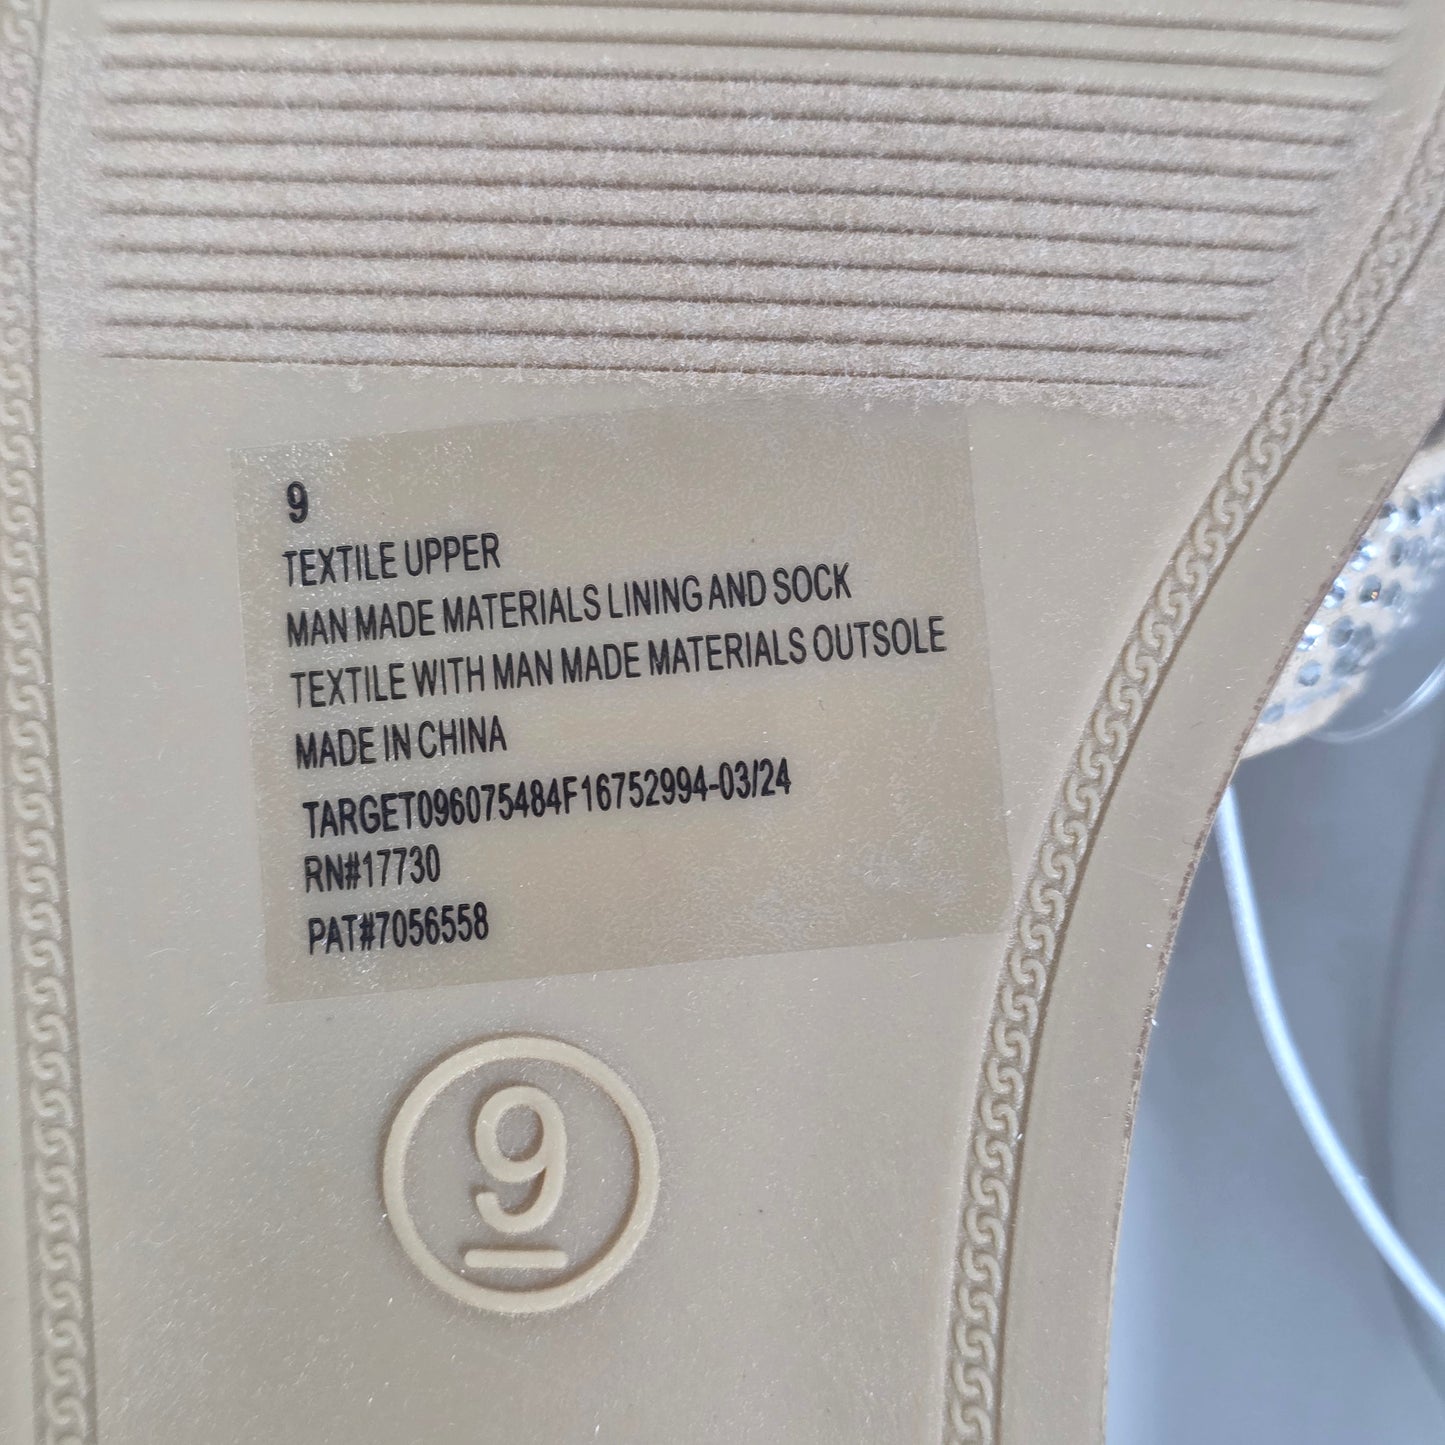 9
TEXTILE UPPER
MAN MADE MATERIALS LINING AND SOCK
TEXTILE WITH MAN MADE MATERIALS OUTSOLE
MADE IN CHINA
TARGET096075484F16752994-03/24
RN#17730
PAT#7056558
9